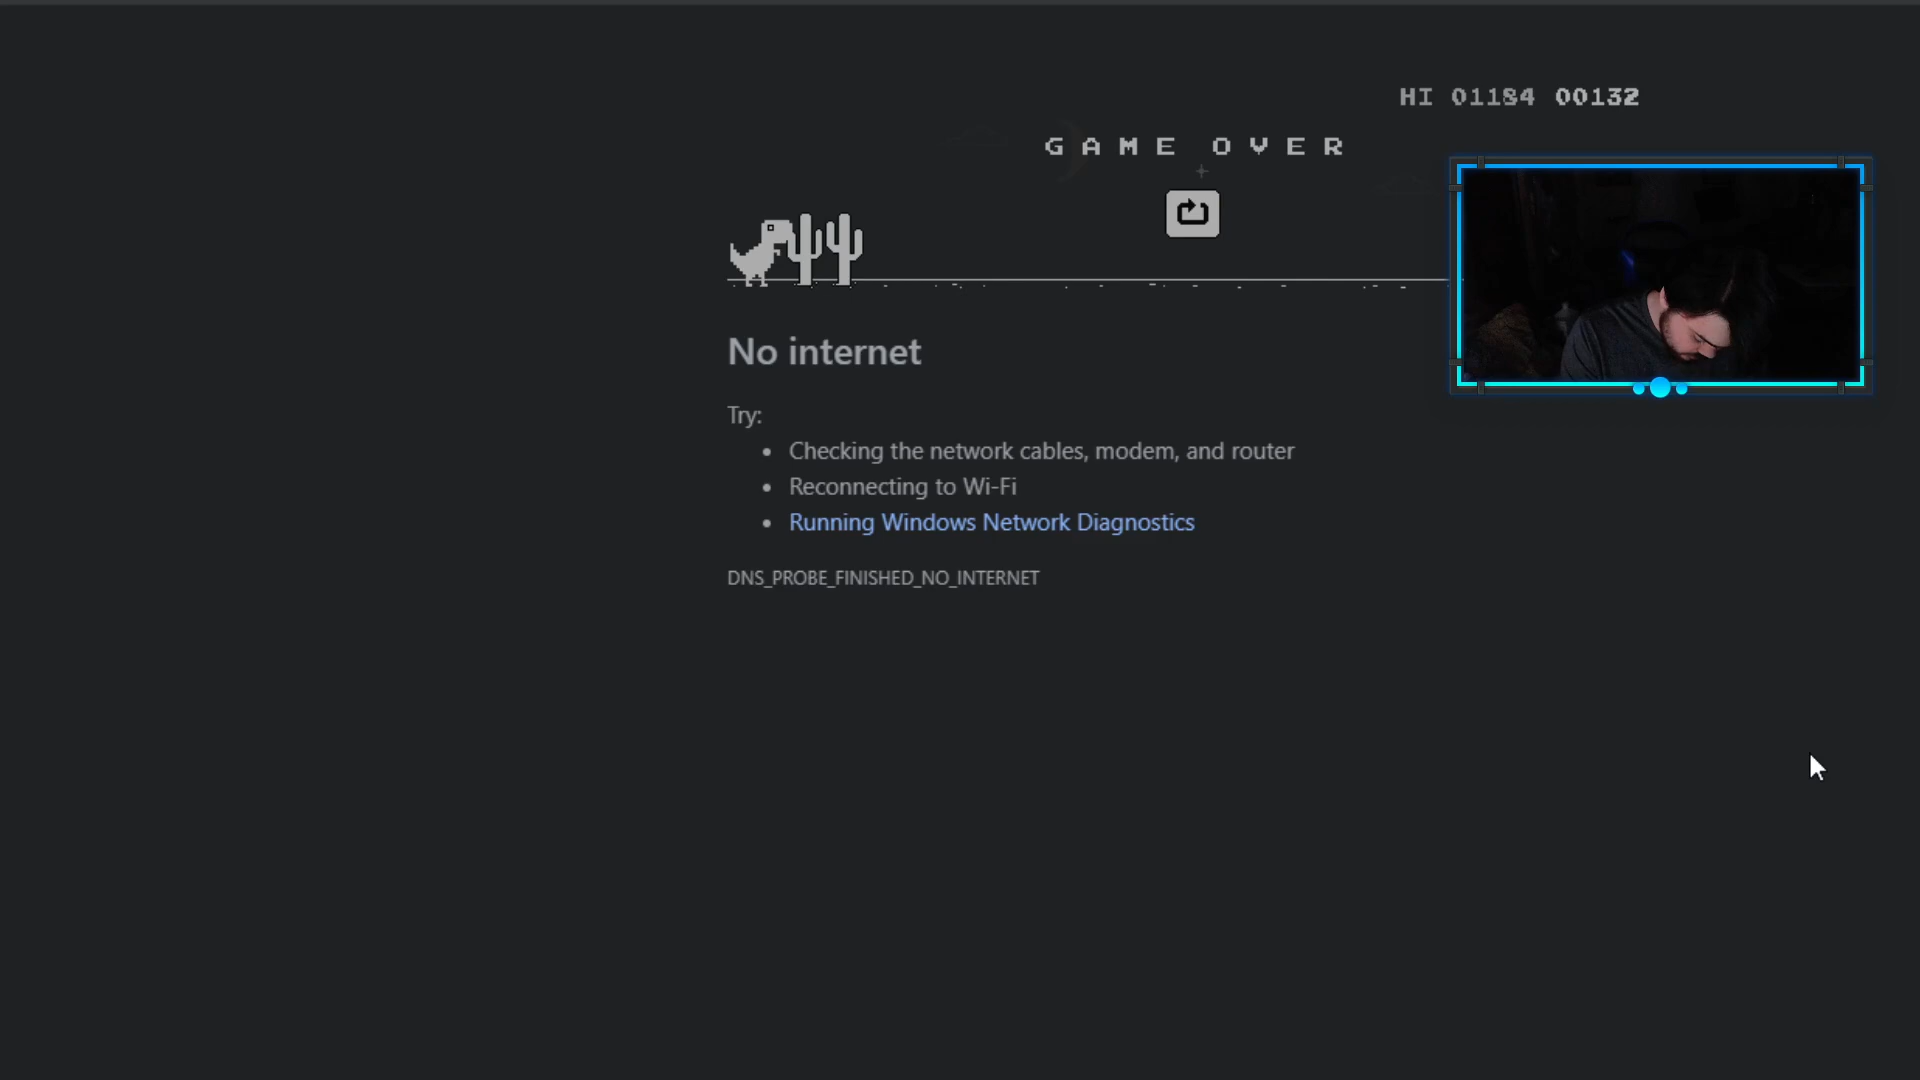 HI 01184 00132
GAME OVER
No internet
Try:
Checking the network cables, modem, and router
Reconnecting to Wi-Fi
Running Windows Network Diagnostics
DNS_PROBE_FINISHED_NO_INTERNET